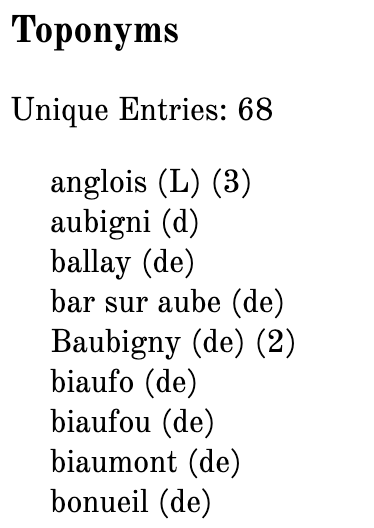 Toponyms
Unique Entries: 68
anglois (L) (3)
aubigni (d)
ballay (de)
bar sur aube (de)
Baubigny (de) (2)
biaufo (de)
biaufou (de)
biaumont (de)
bonueil (de)